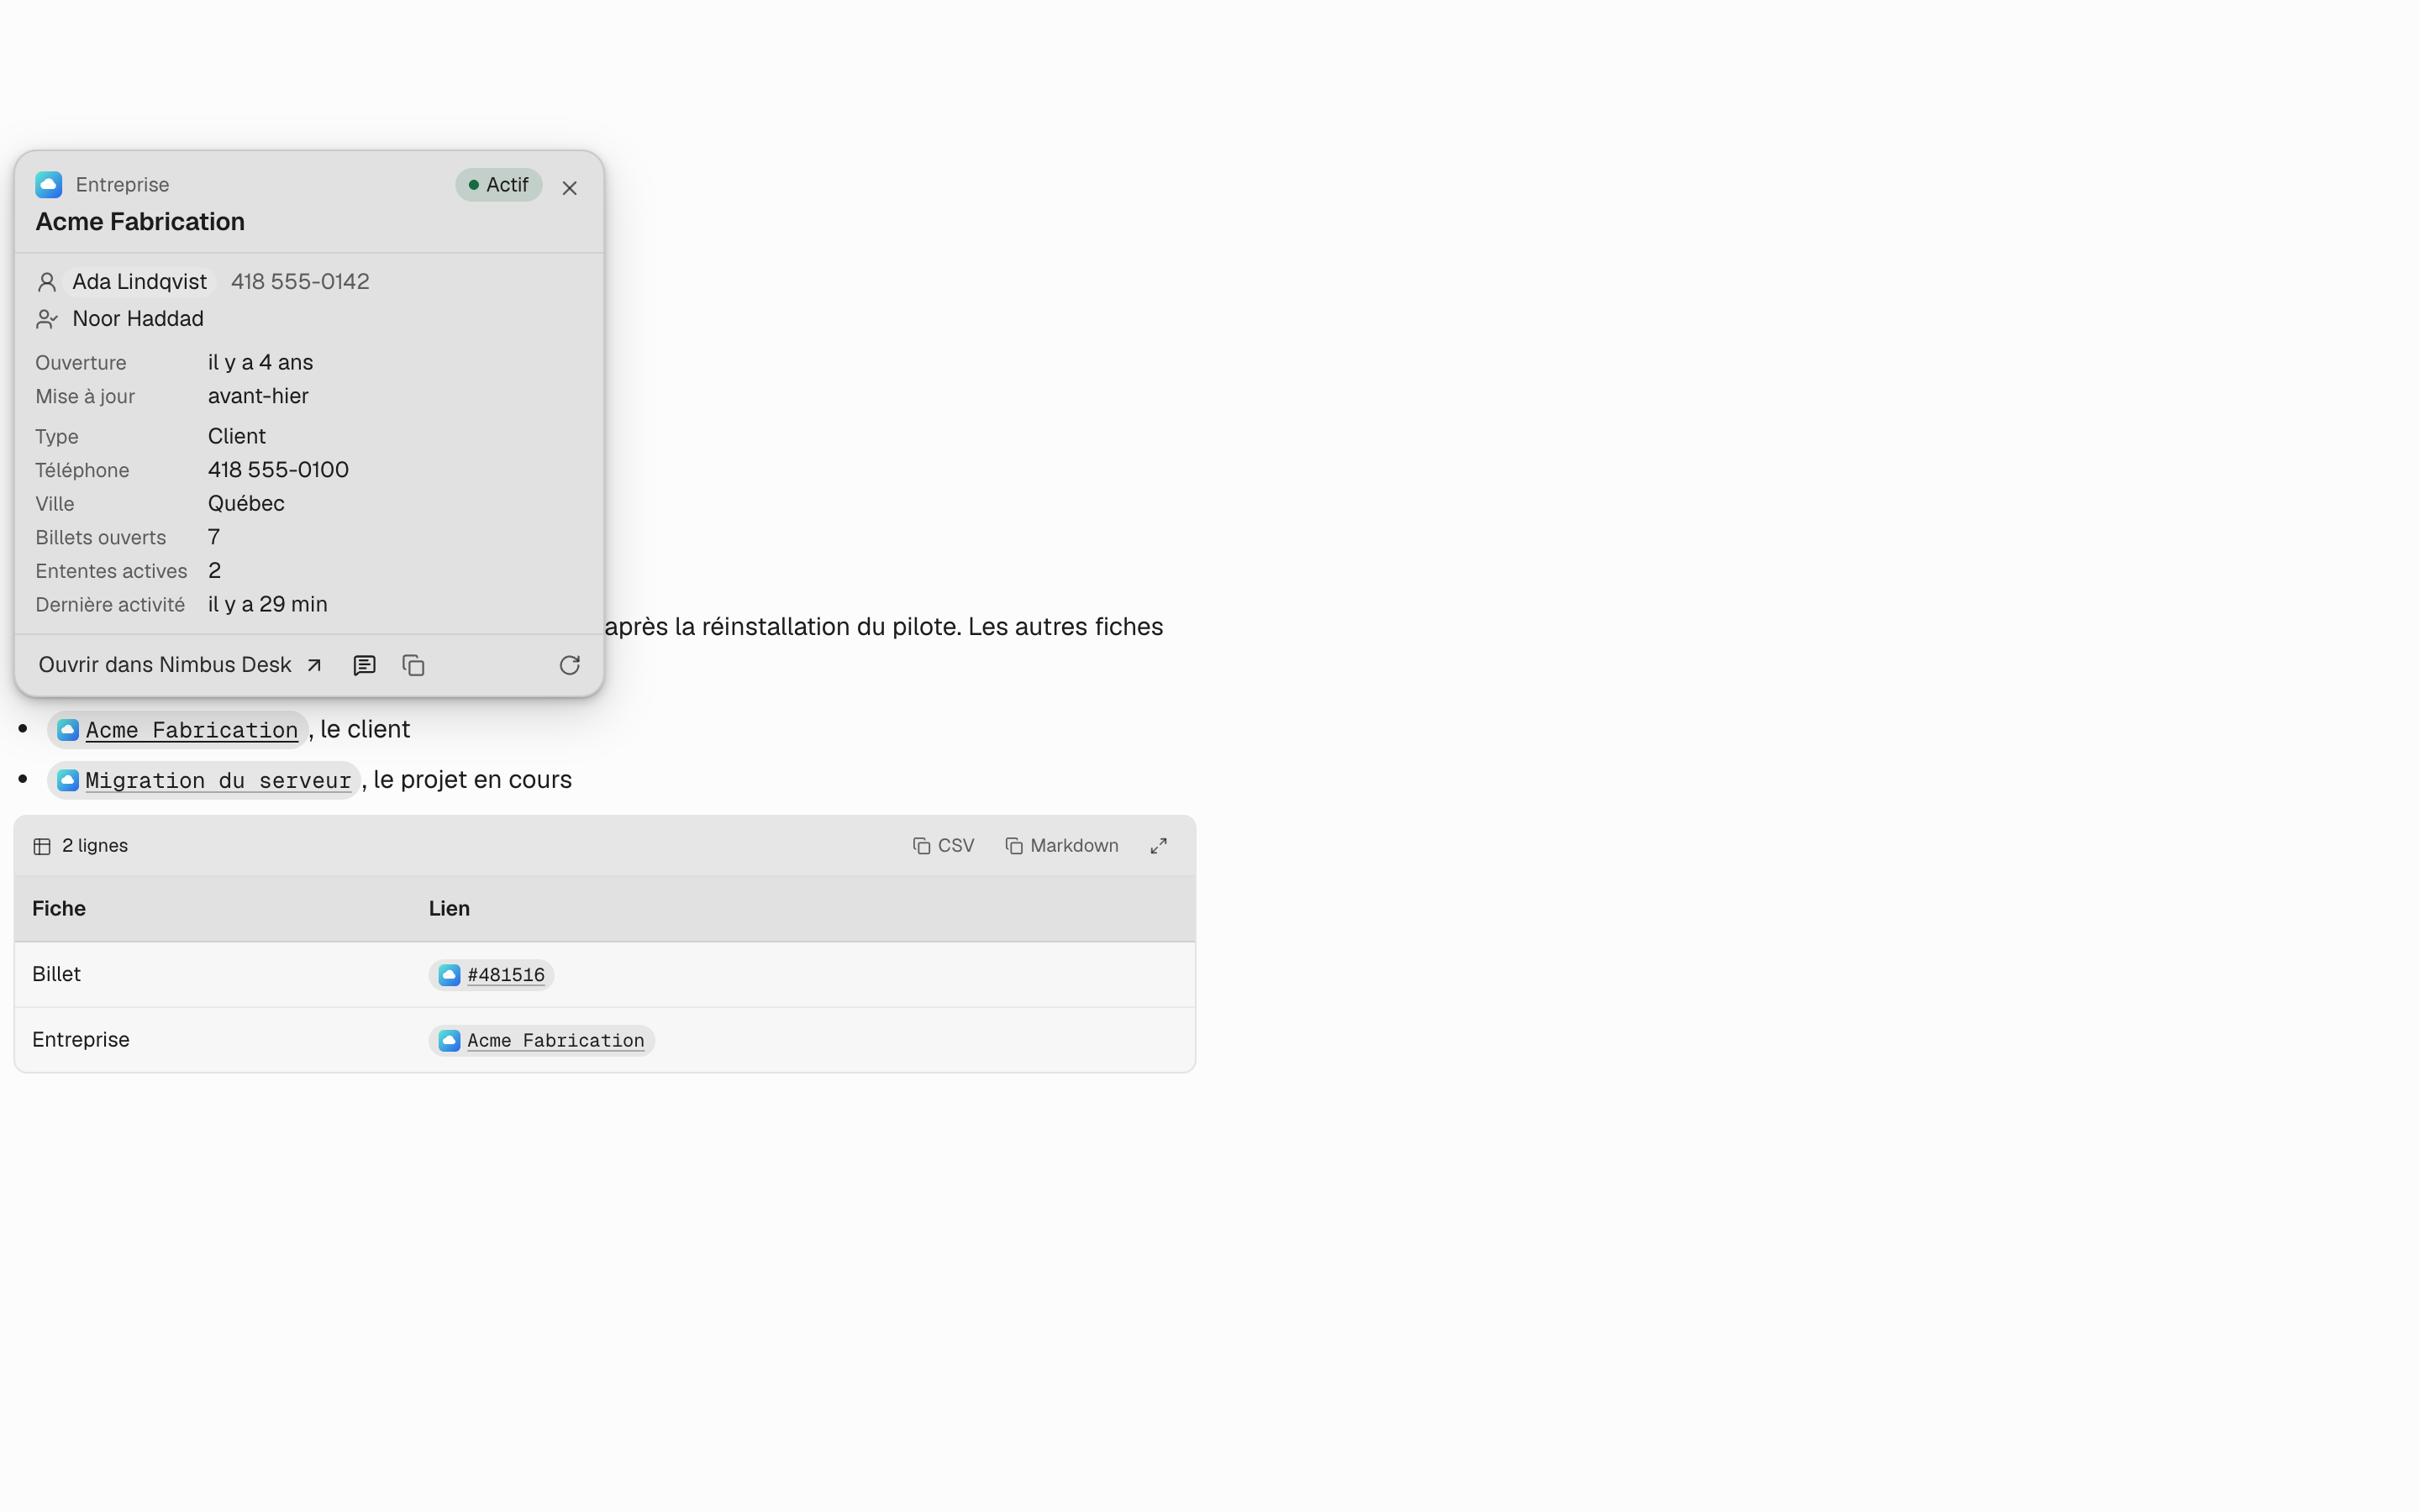 Entreprise
Actif
Acme Fabrication
Ada Lindqvist 418 555-0142
Noor Haddad
Ouverture il y a 4 ans
Mise à jour avant-hier
Type Client
Téléphone 418 555-0100
Ville Québec
Billets ouverts 7
Ententes actives 2
Dernière activité il y a 29 min
après la réinstallation du pilote. Les autres fiches
Ouvrir dans Nimbus Desk
• Acme Fabrication, le client
• Migration du serveur, le projet en cours
2 lignes CSV Markdown
Fiche Lien
Billet #481516
Entreprise Acme Fabrication